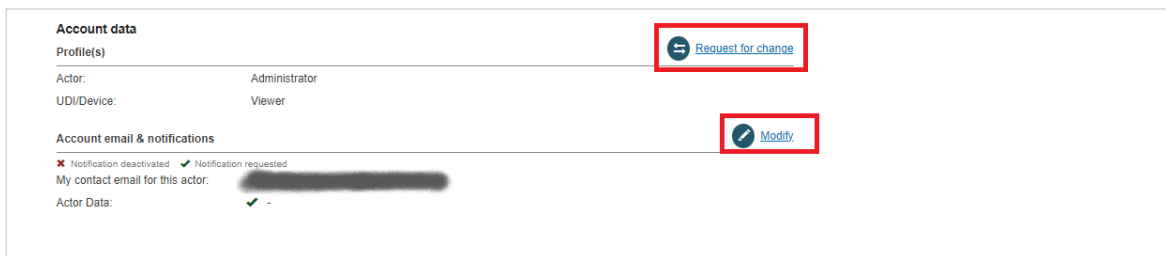 Account data
Profile(s)
Request for change
Actor: Administrator
UDI/Device: Viewer
Account email & notifications
Modify
Notification deactivated Notification requested
My contact email for this actor:
Actor Data: -